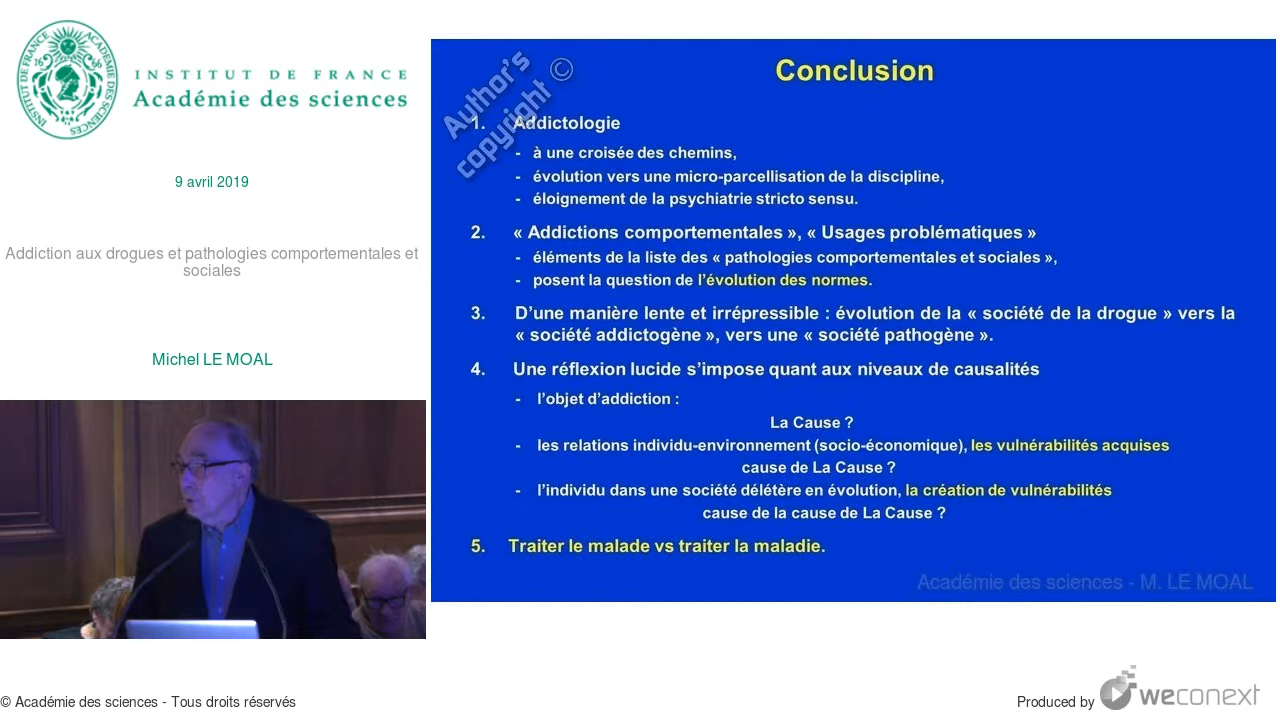 INSTITUT DE FRANCE
Académie des sciences
9 avril 2019
Addiction aux drogues et pathologies comportementales et
sociales
Michel LE MOAL
Author's
copyright ©
Conclusion
1. Addictologie
- à une croisée des chemins,
- évolution vers une micro-parcellisation de la discipline,
- éloignement de la psychiatrie stricto sensu.
2. « Addictions comportementales », « Usages problématiques »
- éléments de la liste des « pathologies comportementales et sociales »,
- posent la question de l'évolution des normes.
3. D'une manière lente et irrépressible : évolution de la « société de la drogue » vers la
« société addictogène », vers une « société pathogène ».
4. Une réflexion lucide s'impose quant aux niveaux de causalités
- l'objet d'addiction :
La Cause ?
- les relations individu-environnement (socio-économique), les vulnérabilités acquises
cause de La Cause ?
- l'individu dans une société délétère en évolution, la création de vulnérabilités
cause de la cause de La Cause ?
5. Traiter le malade vs traiter la maladie.
Académie des sciences - M. LE MOAL
© Académie des sciences - Tous droits réservés
Produced by weconext